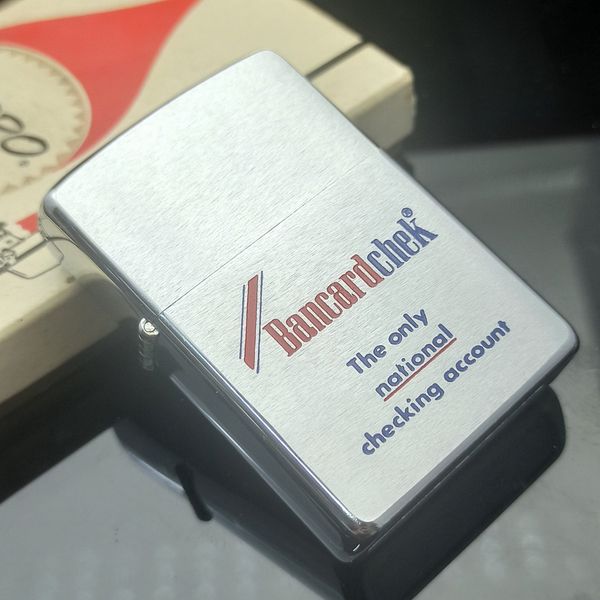 Bancardchek®
The only
national
checking account